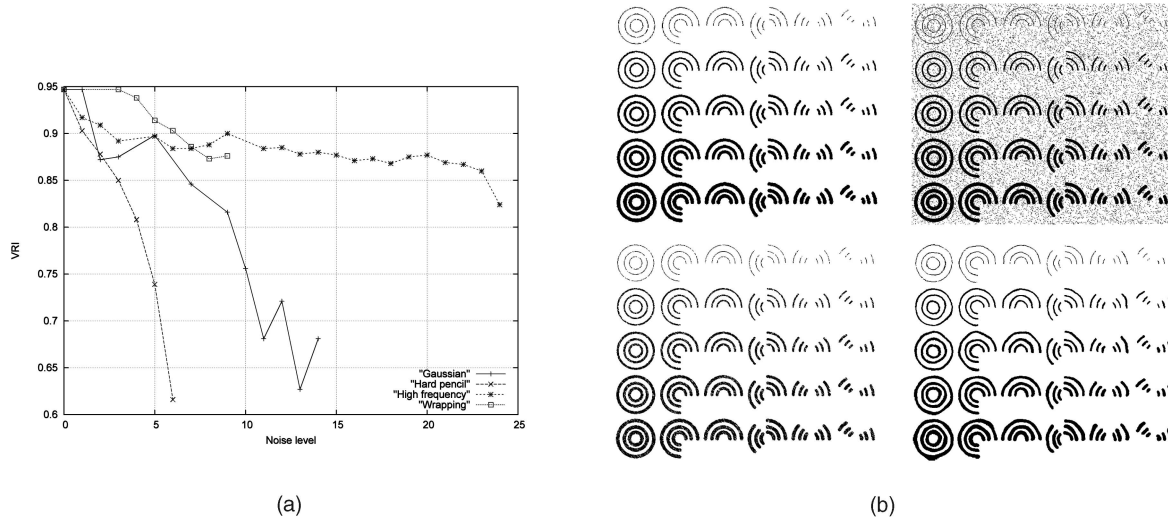 0.95
0.9
0.85
0.8
0.75
0.7
0.65
0.6
VRI
0 5 10 15 20 25
Noise level
"Gaussian"
"Hard pencil"
"High frequency"
"Wrapping"
(a)
(b)